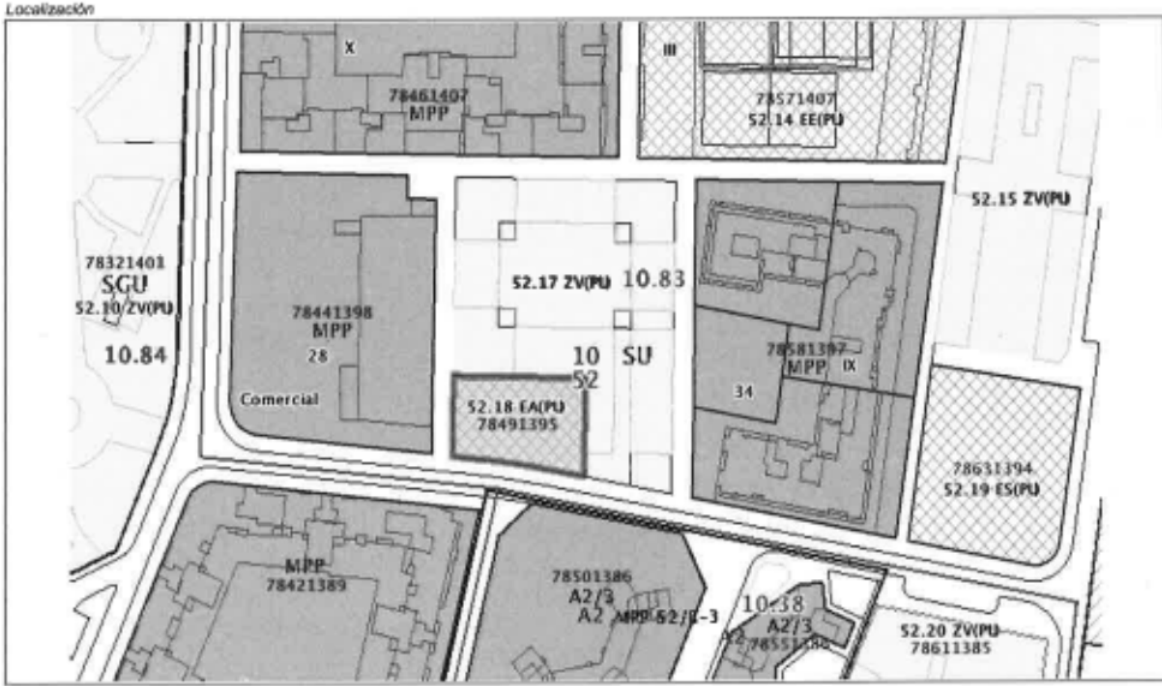 Localización
X
78461407
MPP
III
78571407
52.14 EE(PU)
52.15 ZV(PU)
78321401
SGU
52.10 ZV(PU)
10.84
78441398
MPP
28
Comercial
52.17 ZV(PU)
10.83
10
52
SU
52.18 EA(PU)
78491395
78581397
MPP
IX
34
78631394
52.19 ES(PU)
MPP
78421389
78501386
A2/3
A2
10.38
A2/3
A2
52.20 ZV(PU)
78611385